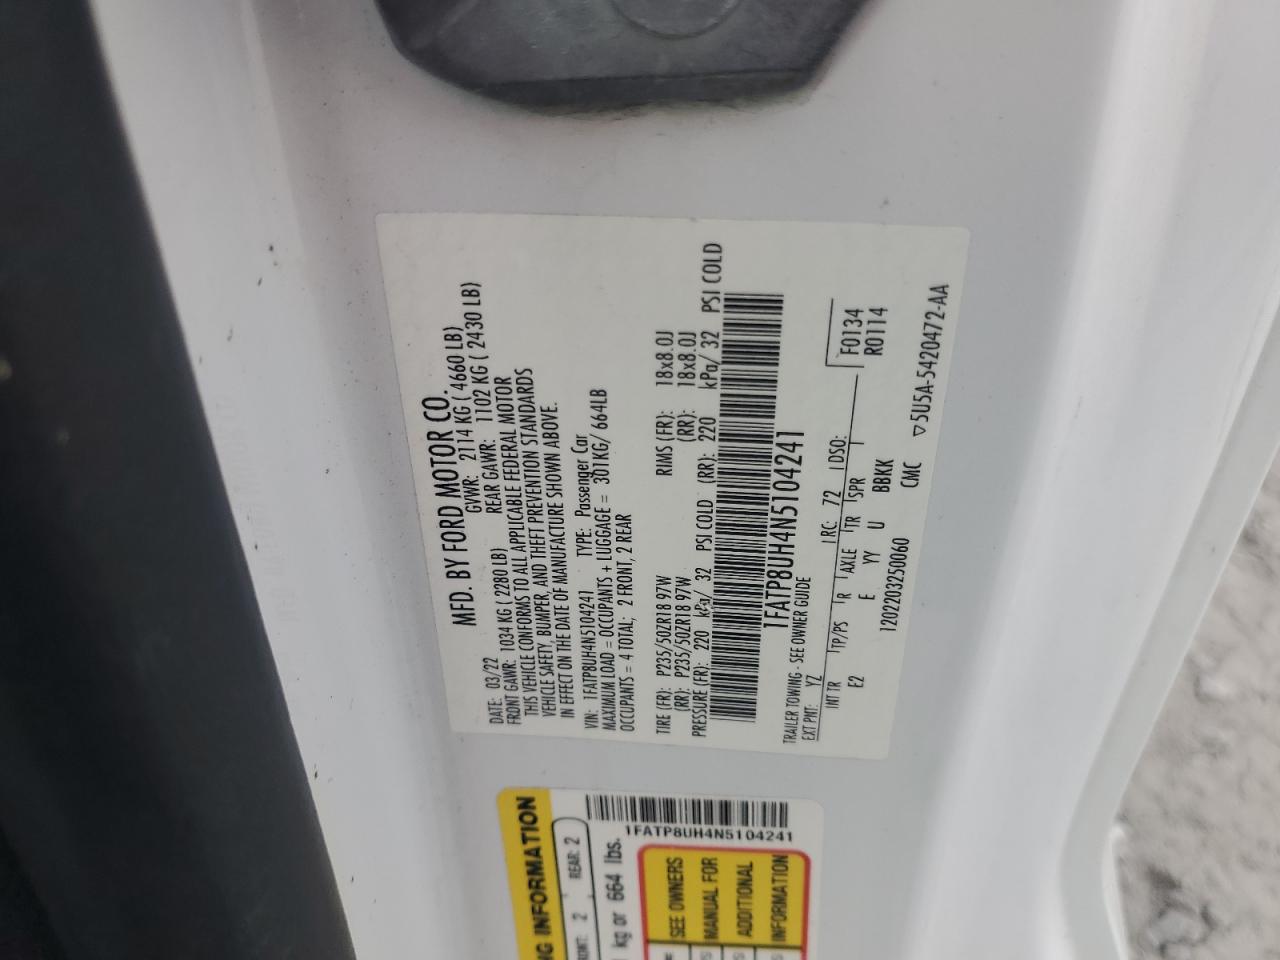 MFD. BY FORD MOTOR CO.
DATE: 03/22 GVWR: 2114 KG ( 4660 LB)
FRONT GAWR: 1034 KG ( 2280 LB) REAR GAWR: 1102 KG ( 2430 LB)
THIS VEHICLE CONFORMS TO ALL APPLICABLE FEDERAL MOTOR
VEHICLE SAFETY, BUMPER, AND THEFT PREVENTION STANDARDS
IN EFFECT ON THE DATE OF MANUFACTURE SHOWN ABOVE.
VIN: 1FATP8UH4N5104241 TYPE: Passenger Car
MAXIMUM LOAD = OCCUPANTS + LUGGAGE = 301KG/ 664LB
OCCUPANTS = 4 TOTAL; 2 FRONT, 2 REAR
TIRE (FR): P235/50ZR18 97W RIMS (FR): 18x8.0J
(RR): P235/50ZR18 97W (RR): 18x8.0J
PRESSURE (FR): 220 kPa/ 32 PSI COLD (RR): 220 kPa/ 32 PSI COLD
1FATP8UH4N5104241
TRAILER TOWING - SEE OWNER GUIDE
EXT PNT: YZ RC: 72 DSO: F0134
INT TR TP/PS R AXLE TR SPR R0114
E2 E YY U BBKK
1202203250060 CMC
▽5U5A-5420472-AA
NG INFORMATION
RONT: 2 REAR: 2
1FATP8UH4N5104241
kg or 664 lbs.
SEE OWNERS
MANUAL FOR
ADDITIONAL
INFORMATION